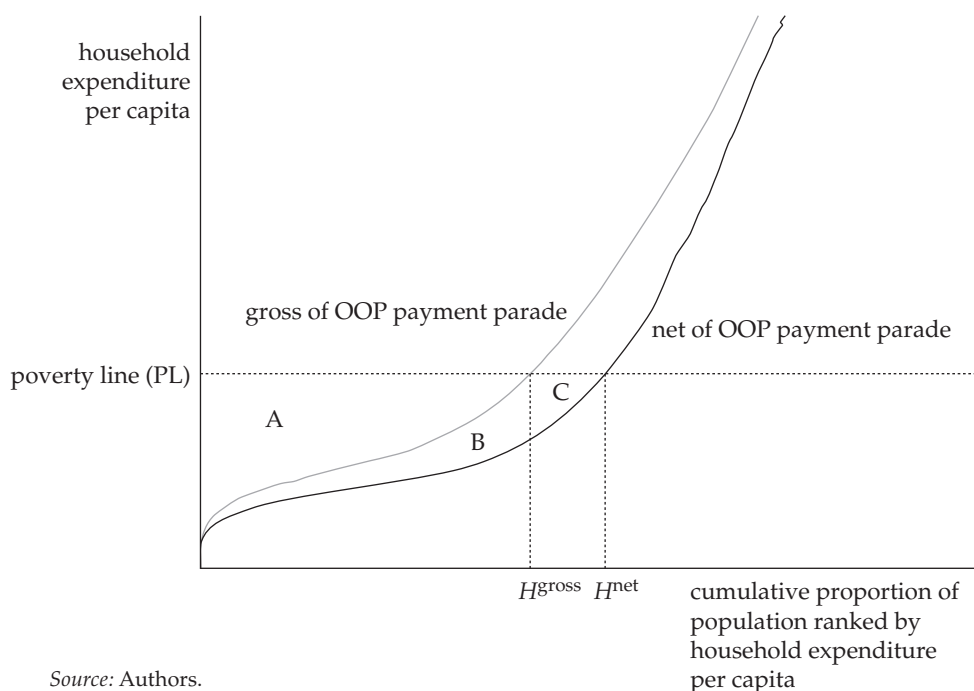 household
expenditure
per capita
gross of OOP payment parade
net of OOP payment parade
poverty line (PL)
A
C
B
Hgross
Hnet
cumulative proportion of
population ranked by
household expenditure
per capita
Source: Authors.